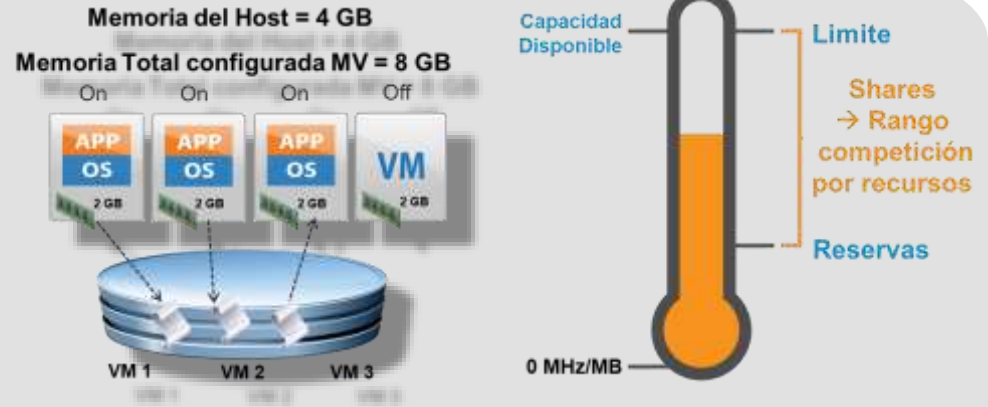 Memoria del Host = 4 GB
Memoria Total configurada MV = 8 GB
On On On Off
APP APP APP
OS OS OS VM
2 GB 2 GB 2 GB 2 GB
VM 1 VM 2 VM 3
Capacidad
Disponible
Limite
Shares
→ Rango
competición
por recursos
Reservas
0 MHz/MB